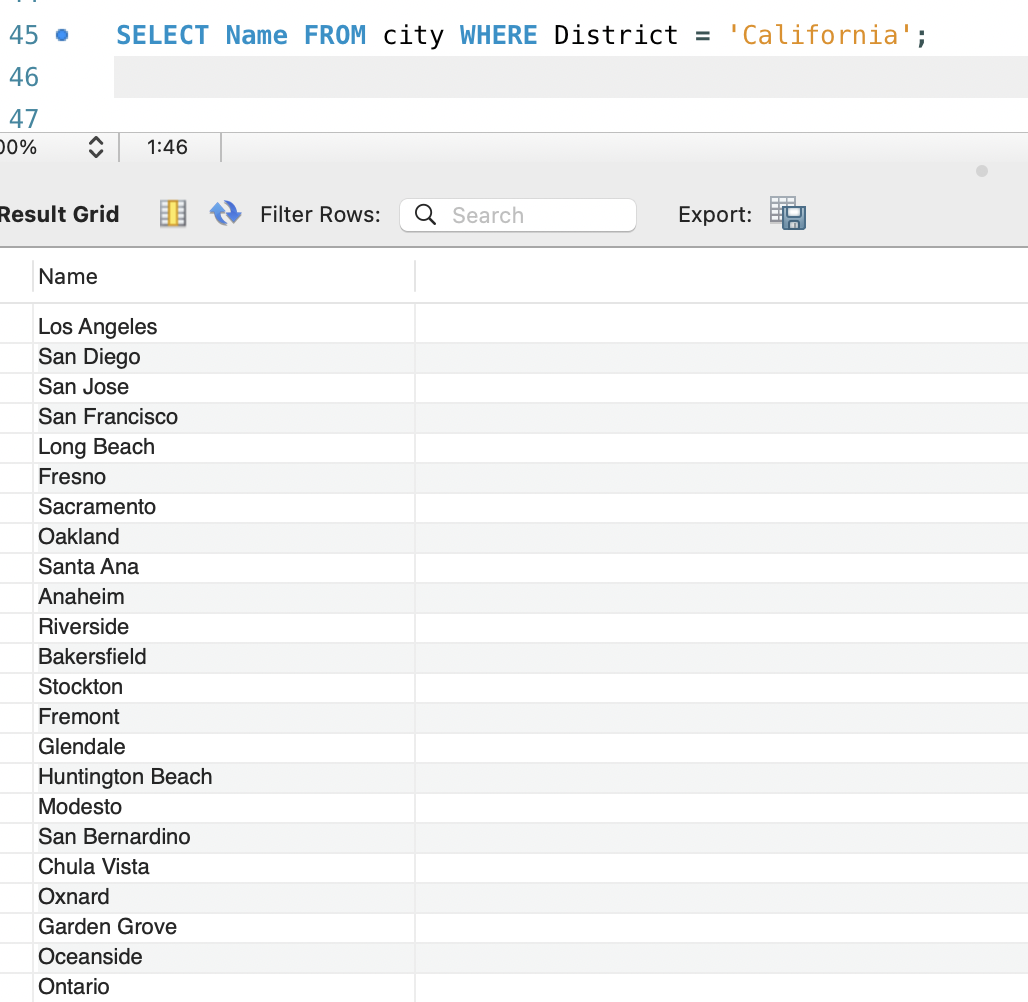 45 SELECT Name FROM city WHERE District = 'California';
46
47
00% 1:46
Result Grid Filter Rows: Search Export:
Name
Los Angeles
San Diego
San Jose
San Francisco
Long Beach
Fresno
Sacramento
Oakland
Santa Ana
Anaheim
Riverside
Bakersfield
Stockton
Fremont
Glendale
Huntington Beach
Modesto
San Bernardino
Chula Vista
Oxnard
Garden Grove
Oceanside
Ontario